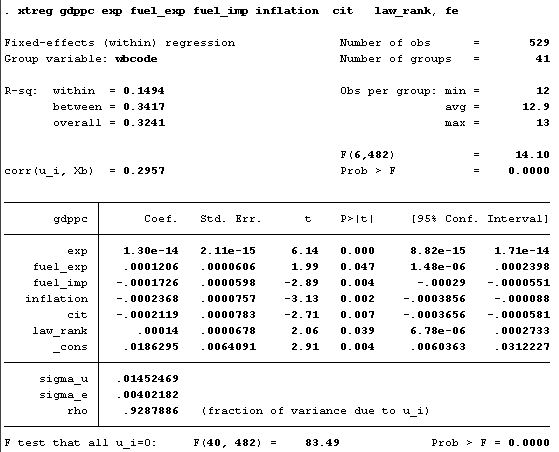 . xtreg gdppc exp fuel_exp fuel_imp inflation cit law_rank, fe
Fixed-effects (within) regression Number of obs = 529
Group variable: wbcode Number of groups = 41
R-sq: within = 0.1494 Obs per group: min = 12
between = 0.3417 avg = 12.9
overall = 0.3241 max = 13
F(6,482) = 14.10
corr(u_i, Xb) = 0.2957 Prob > F = 0.0000
gdppc Coef. Std. Err. t P>|t| [95% Conf. Interval]
exp 1.30e-14 2.11e-15 6.14 0.000 8.82e-15 1.71e-14
fuel_exp .0001206 .0000606 1.99 0.047 1.48e-06 .0002398
fuel_imp -.0001726 .0000598 -2.89 0.004 -.00029 -.0000551
inflation -.0002368 .0000757 -3.13 0.002 -.0003856 -.000088
cit -.0002119 .0000783 -2.71 0.007 -.0003656 -.0000581
law_rank .00014 .0000678 2.06 0.039 6.78e-06 .0002733
_cons .0186295 .0064091 2.91 0.004 .0060363 .0312227
sigma_u .01452469
sigma_e .00402182
rho .9287886 (fraction of variance due to u_i)
F test that all u_i=0: F(40, 482) = 83.49 Prob > F = 0.0000